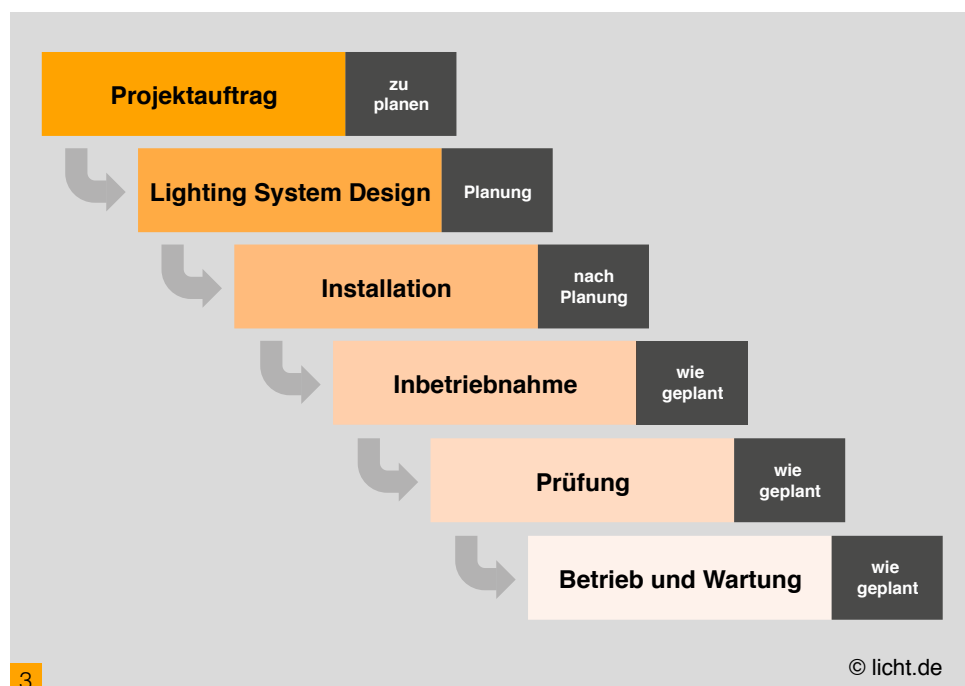 Projektauftrag
zu
planen
Lighting System Design
Planung
Installation
nach
Planung
Inbetriebnahme
wie
geplant
Prüfung
wie
geplant
Betrieb und Wartung
wie
geplant
© licht.de
3